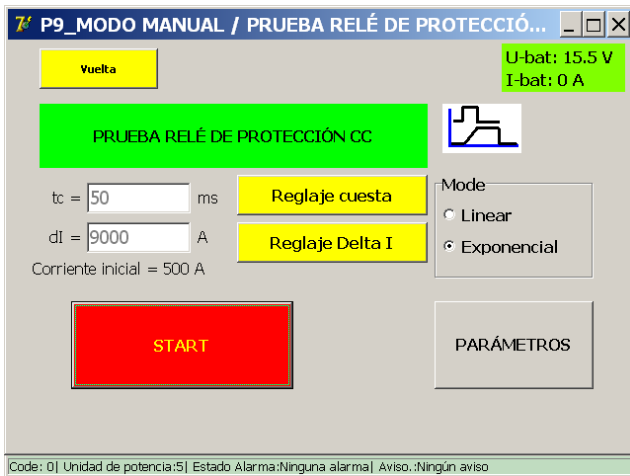 P9_MODO MANUAL / PRUEBA RELÉ DE PROTECCIÓ...
Vuelta
U-bat: 15.5 V
I-bat: 0 A
PRUEBA RELÉ DE PROTECCIÓN CC
tc = 50 ms
Reglaje cuesta
dI = 9000 A
Reglaje Delta I
Corriente inicial = 500 A
Mode
Linear
Exponencial
START
PARÁMETROS
Code: 0| Unidad de potencia:5| Estado Alarma:Ninguna alarma| Aviso.:Ningún aviso